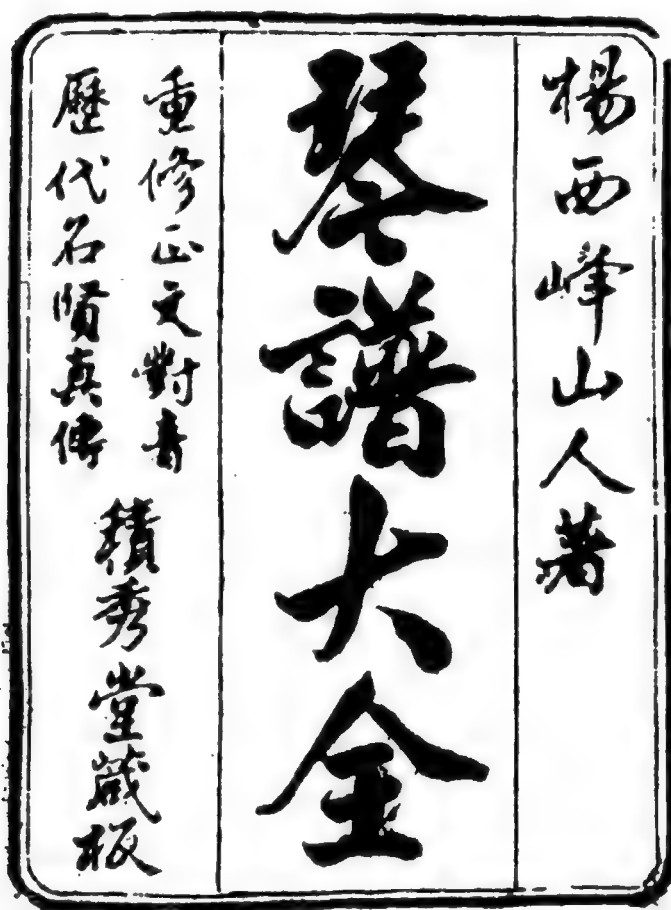 楊西峰山人著
琴譜大全
重修正文對音
歷代名賢真傳
積秀堂藏板